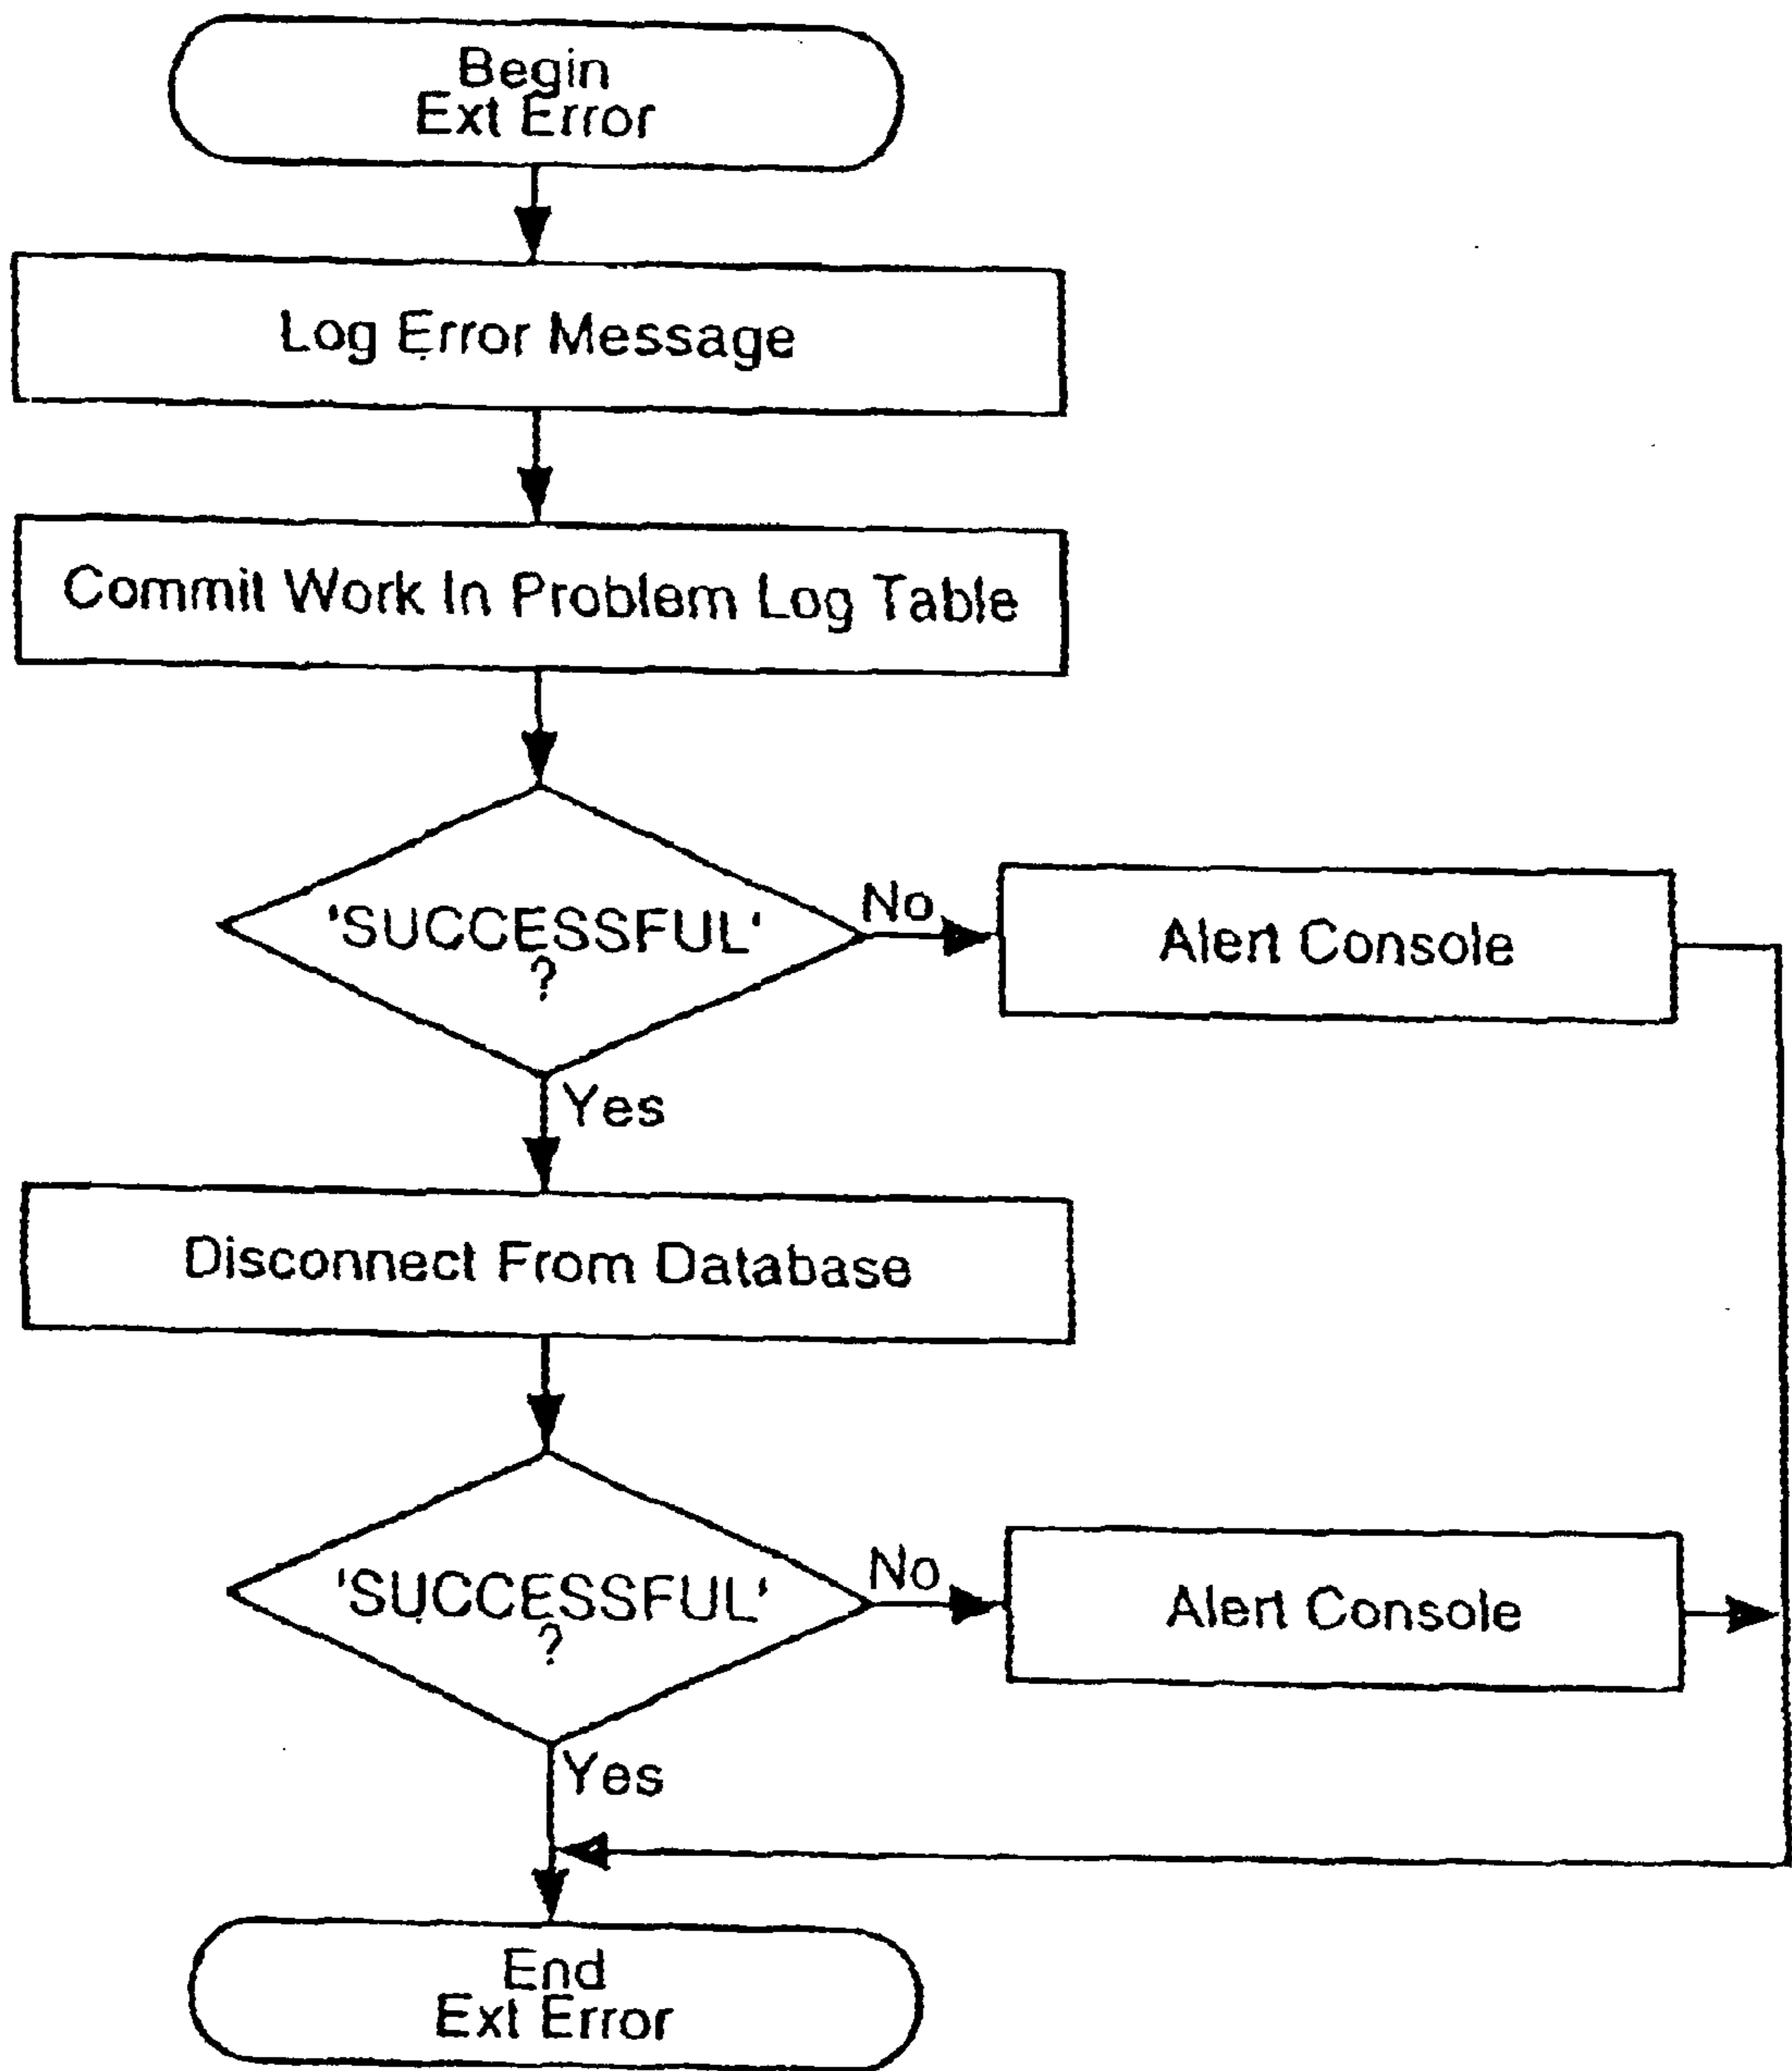 Begin
Ext Error
Log Error Message
Commit Work In Problem Log Table
'SUCCESSFUL'
?
No
Alert Console
Yes
Disconnect From Database
'SUCCESSFUL'
?
No
Alert Console
Yes
End
Ext Error